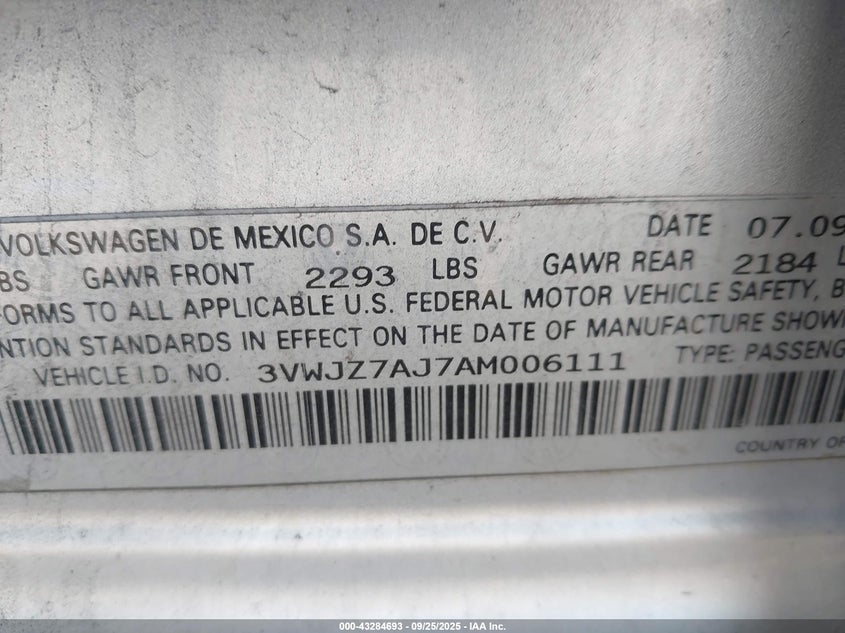 VOLKSWAGEN DE MEXICO S.A. DE C.V. DATE 07.09
BS GAWR FRONT 2293 LBS GAWR REAR 2184 L
FORMS TO ALL APPLICABLE U.S. FEDERAL MOTOR VEHICLE SAFETY, B
NTION STANDARDS IN EFFECT ON THE DATE OF MANUFACTURE SHOW
VEHICLE I.D. NO. 3VWJZ7AJ7AM006111 TYPE: PASSENG
COUNTRY OF
000-43284693 - 09/25/2025 - IAA Inc.